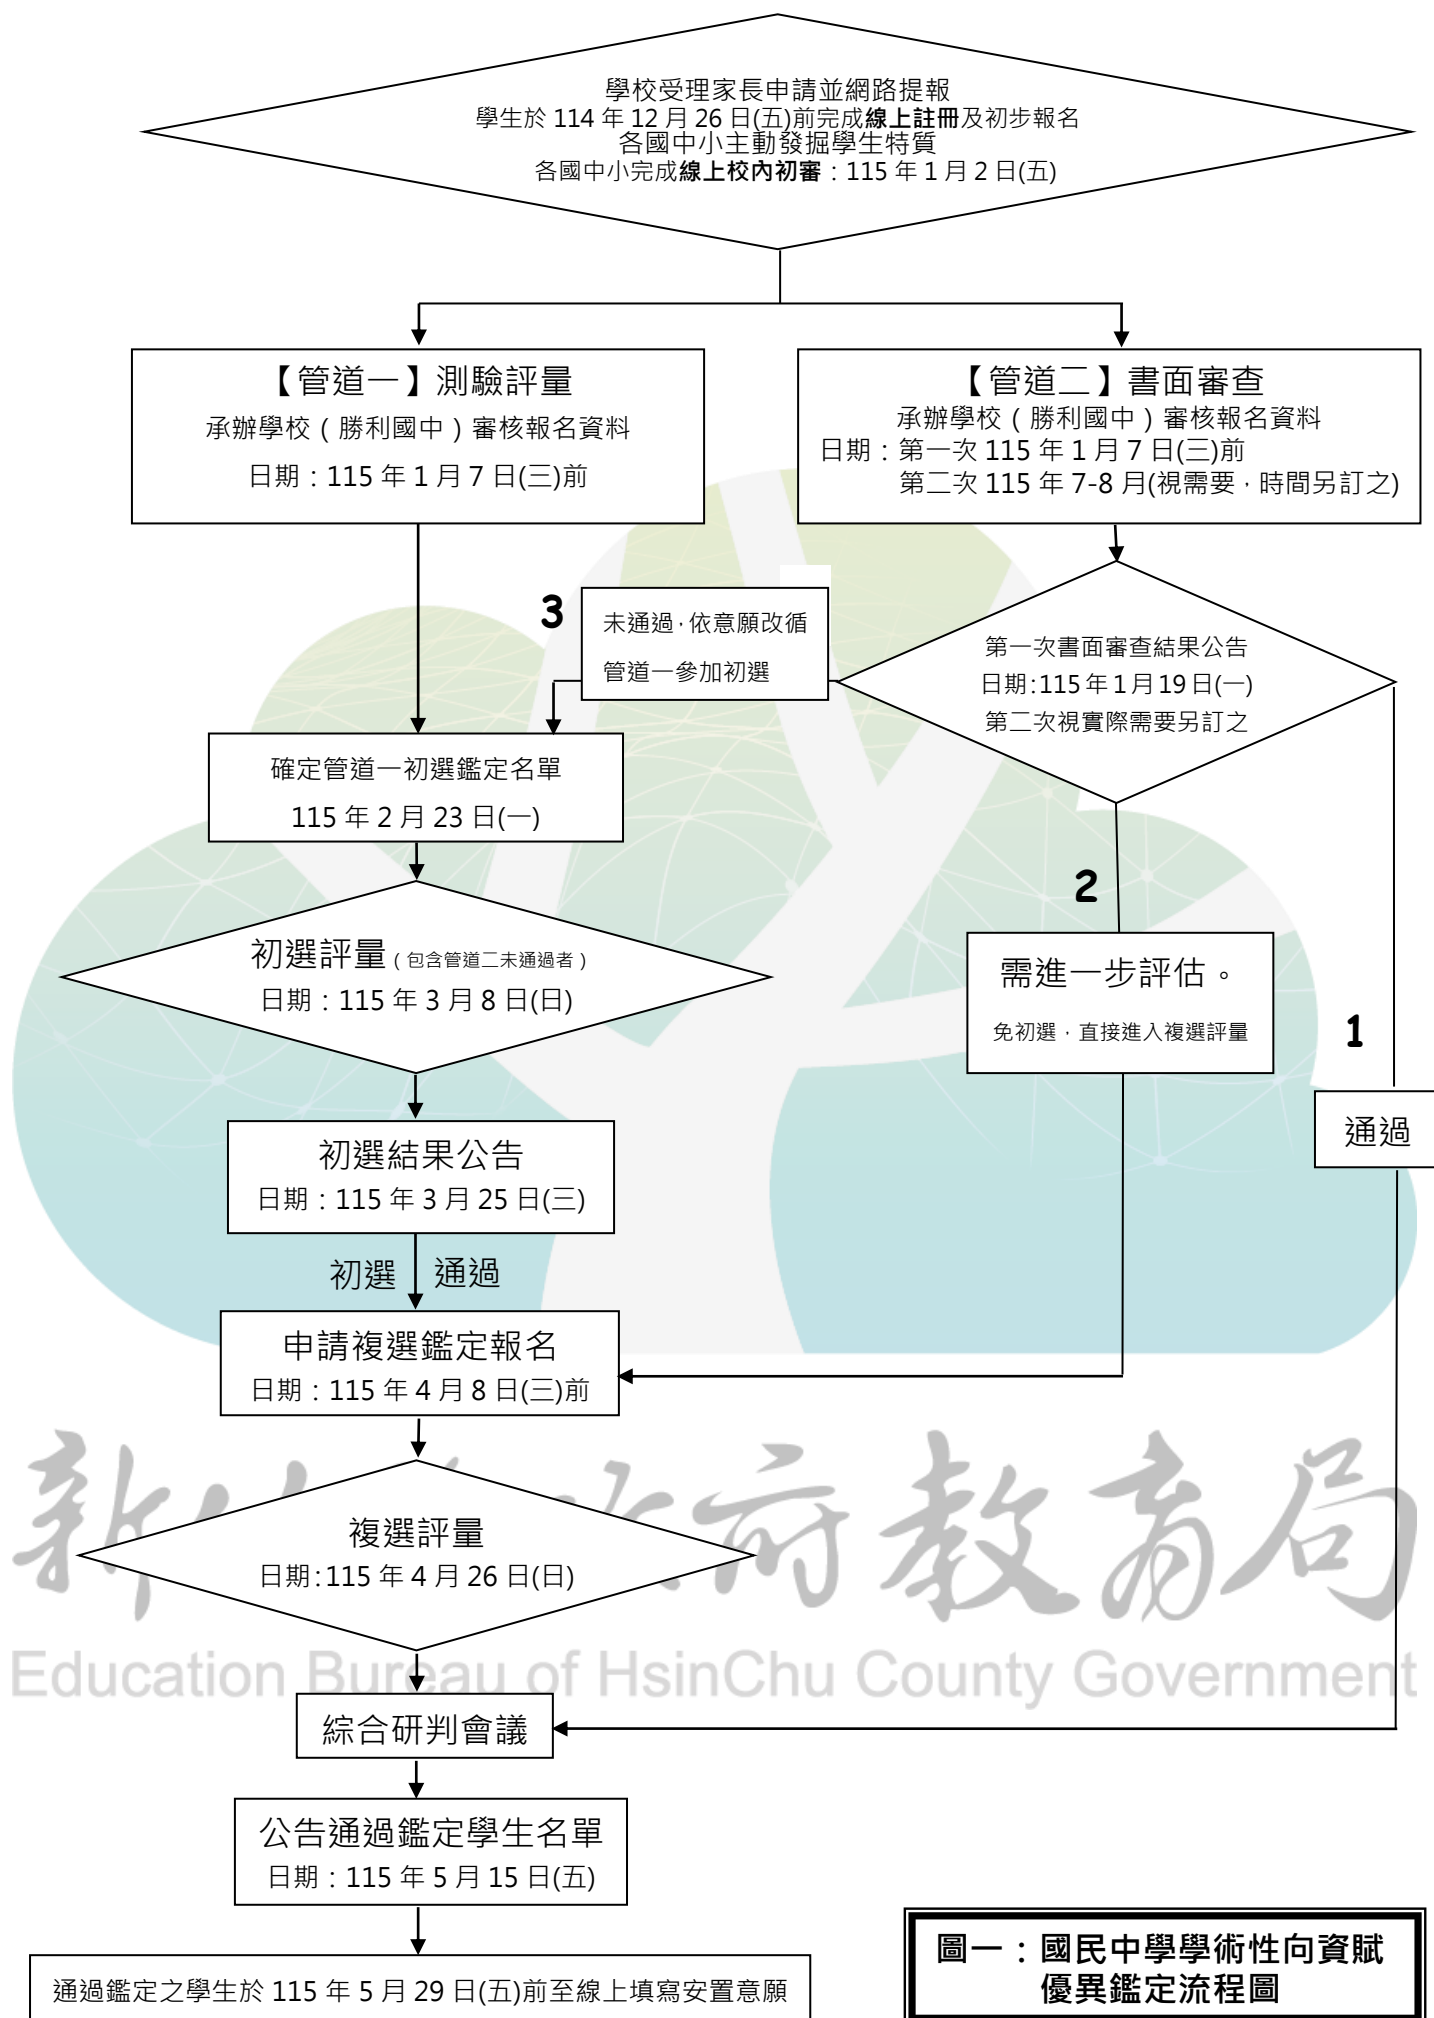 學校受理家長申請並網路提報
學生於 114 年 12 月 26 日(五)前完成線上註冊及初步報名
各國中小主動發掘學生特質
各國中小完成線上校內初審：115 年 1 月 2 日(五)
【管道一】測驗評量
承辦學校（勝利國中）審核報名資料
日期：115 年 1 月 7 日(三)前
【管道二】書面審查
承辦學校（勝利國中）審核報名資料
日期：第一次 115 年 1 月 7 日(三)前
第二次 115 年 7-8 月(視需要，時間另訂之)
3
未通過，依意願改循
管道一參加初選
第一次書面審查結果公告
日期：115 年 1 月 19 日(一)
第二次視實際需要另訂之
確定管道一初選鑑定名單
115 年 2 月 23 日(一)
2
初選評量（包含管道二未通過者）
日期：115 年 3 月 8 日(日)
需進一步評估。
免初選，直接進入複選評量
1
通過
初選結果公告
日期：115 年 3 月 25 日(三)
初選 通過
申請複選鑑定報名
日期：115 年 4 月 8 日(三)前
複選評量
日期：115 年 4 月 26 日(日)
Education Bureau of HsinChu County Government
綜合研判會議
公告通過鑑定學生名單
日期：115 年 5 月 15 日(五)
通過鑑定之學生於 115 年 5 月 29 日(五)前至線上填寫安置意願
圖一：國民中學學術性向資賦
優異鑑定流程圖